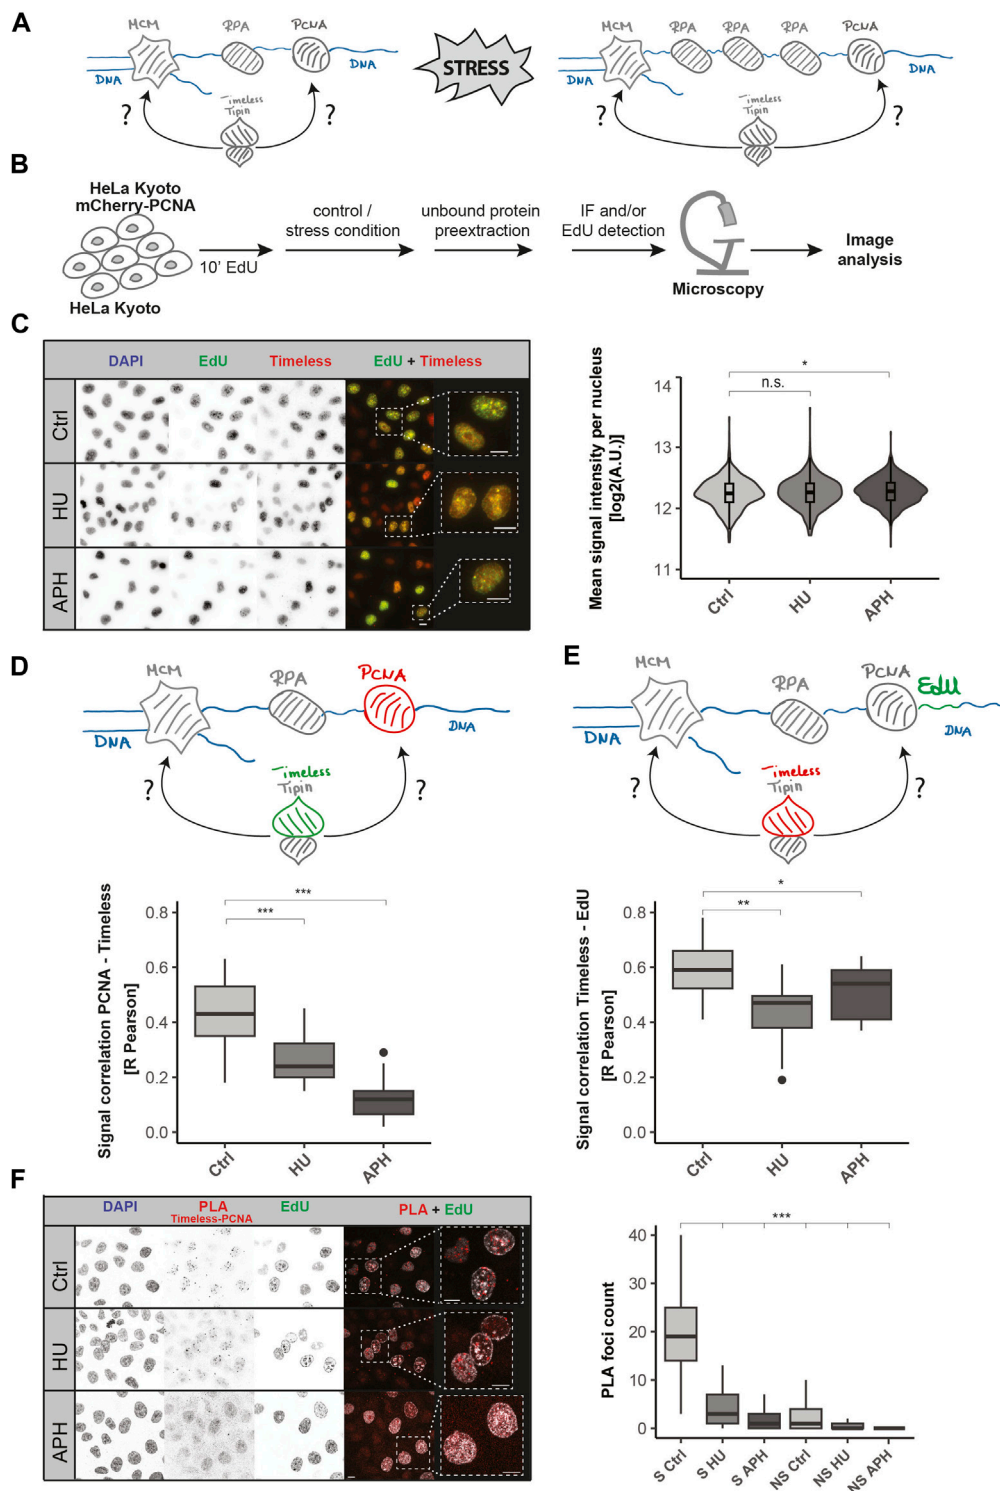 A
MCM
RPA
PCNA
DNA
DNA
?
?
Timeless
Tipin
STRESS
MCM
RPA
RPA
RPA
PCNA
DNA
DNA
?
?
Timeless
Tipin
B
HeLa Kyoto
mCherry-PCNA
HeLa Kyoto
10' EdU
control /
stress condition
unbound protein
preextraction
IF and/or
EdU detection
Microscopy
Image
analysis
C
DAPI
EdU
Timeless
EdU + Timeless
Ctrl
HU
APH
Mean signal intensity per nucleus
[log2(A.U.)]
14
13
12
11
n.s.
*
Ctrl
HU
APH
D
MCM
RPA
PCNA
DNA
DNA
?
?
Timeless
Tipin
Signal correlation PCNA - Timeless
[R Pearson]
0.8
0.6
0.4
0.2
0.0
***
***
Ctrl
HU
APH
E
MCM
RPA
PCNA
EdU
DNA
DNA
?
?
Timeless
Tipin
Signal correlation Timeless - EdU
[R Pearson]
0.8
0.6
0.4
0.2
0.0
*
**
Ctrl
HU
APH
F
DAPI
PLA
Timeless-PCNA
EdU
PLA + EdU
Ctrl
HU
APH
PLA foci count
40
30
20
10
0
***
S Ctrl
S HU
S APH
NS Ctrl
NS HU
NS APH